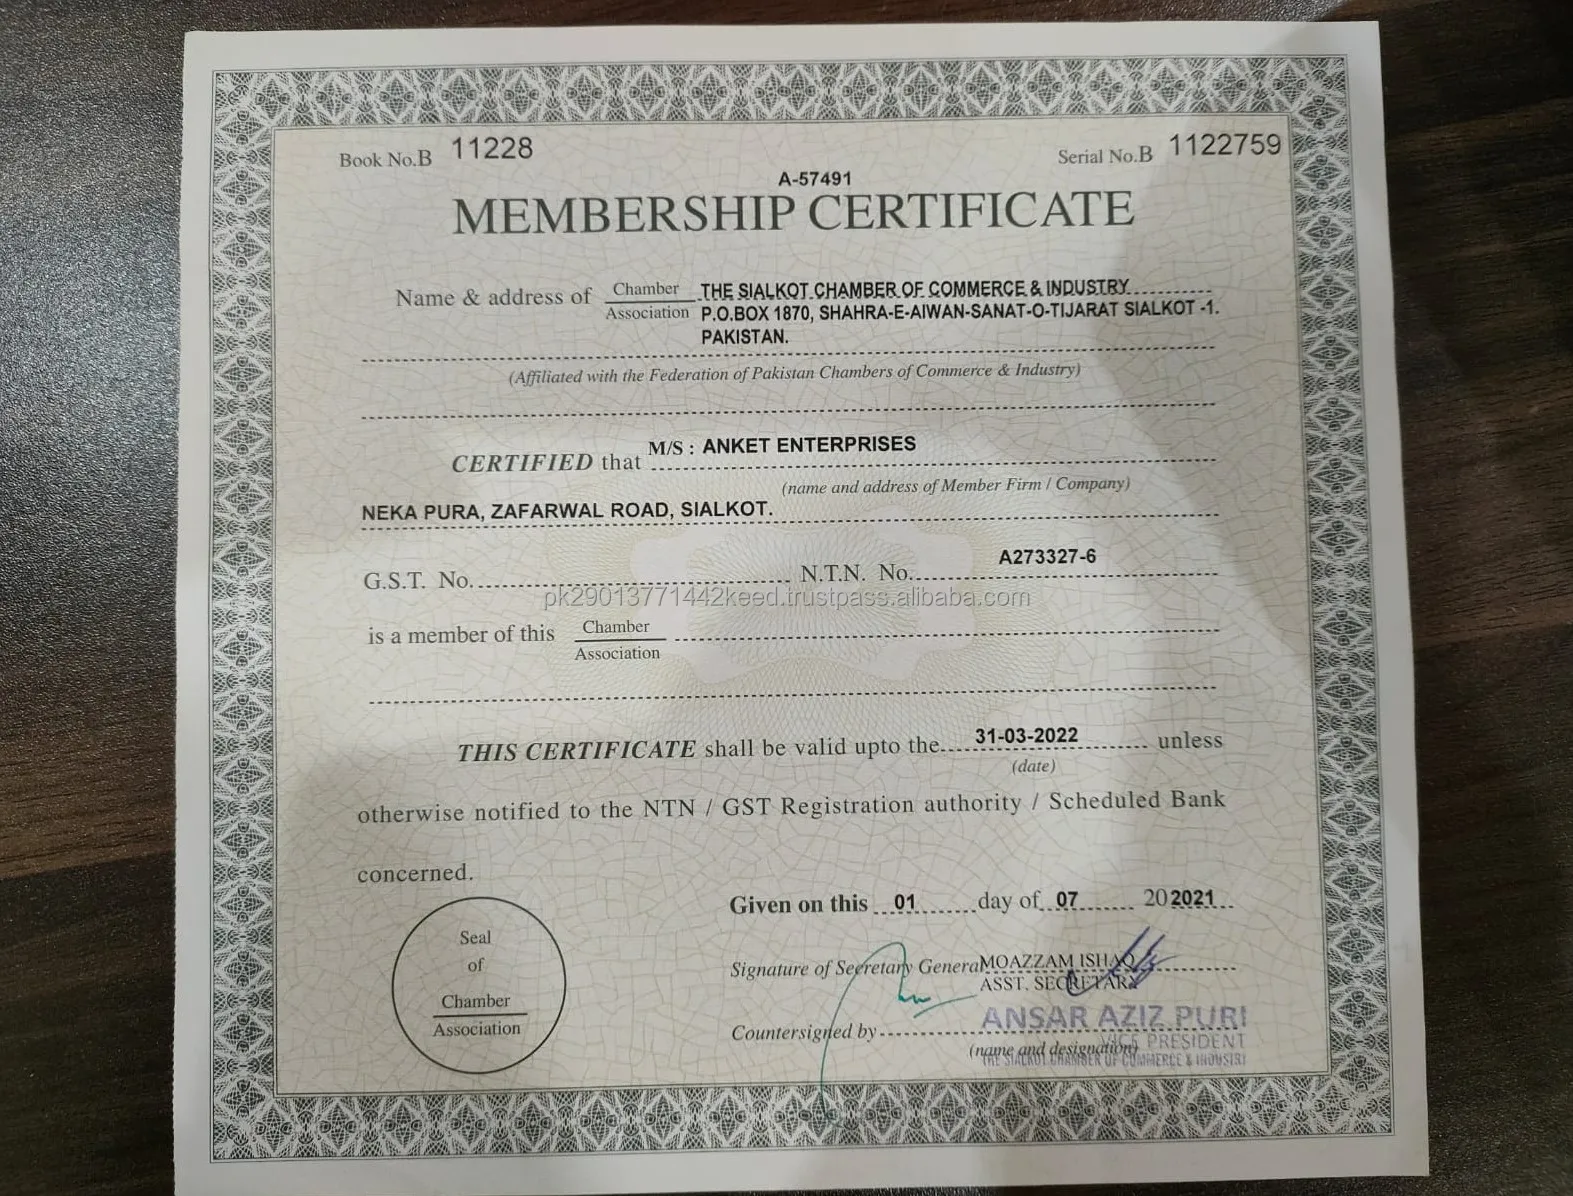 Book No.B 11228
Serial No.B 1122759
A-57491
MEMBERSHIP CERTIFICATE
Name & address of Chamber THE SIALKOT CHAMBER OF COMMERCE & INDUSTRY
Association P.O.BOX 1870, SHAHRA-E-AIWAN-SANAT-O-TIJARAT SIALKOT -1.
PAKISTAN.
(Affiliated with the Federation of Pakistan Chambers of Commerce & Industry)
CERTIFIED that M/S : ANKET ENTERPRISES
(name and address of Member Firm / Company)
NEKA PURA, ZAFARWAL ROAD, SIALKOT.
G.S.T. No. N.T.N. No. A273327-6
pk29013771442keed.trustpass.alibaba.com
is a member of this Chamber
Association
THIS CERTIFICATE shall be valid upto the 31-03-2022 unless
(date)
otherwise notified to the NTN / GST Registration authority / Scheduled Bank
concerned.
Given on this 01 day of 07 20 2021
Seal
of
Chamber
Association
Signature of Secretary General MOAZZAM ISHAQ
ASST. SECRETARY
Countersigned by ANSAR AZIZ PURI
(name and designation) PRESIDENT
THE SIALKOT CHAMBER OF COMMERCE & INDUSTRY